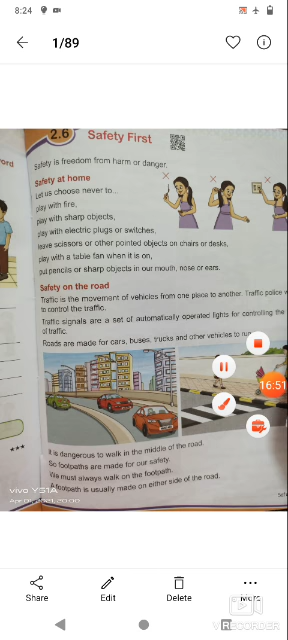 8:24
1/89
ord
2.6 Safety First
Safety is freedom from harm or danger.
Safety at home
Let us choose never to...
play with fire,
play with sharp objects,
play with electric plugs or switches,
leave scissors or other pointed objects on chairs or desks,
play with a table fan when it is on,
put pencils or sharp objects in our mouth, nose or ears.
Safety on the road
Traffic is the movement of vehicles from one place to another. Traffic police
to control the traffic.
Traffic signals are a set of automatically operated lights for controlling the
of traffic.
Roads are made for cars, buses, trucks and other vehicles to run
16:51
It is dangerous to walk in the middle of the road.
So footpaths are made for our safety.
We must always walk on the footpath.
A footpath is usually made on either side of the road.
***
vivo Y51A
Share Edit Delete More
RECORDER